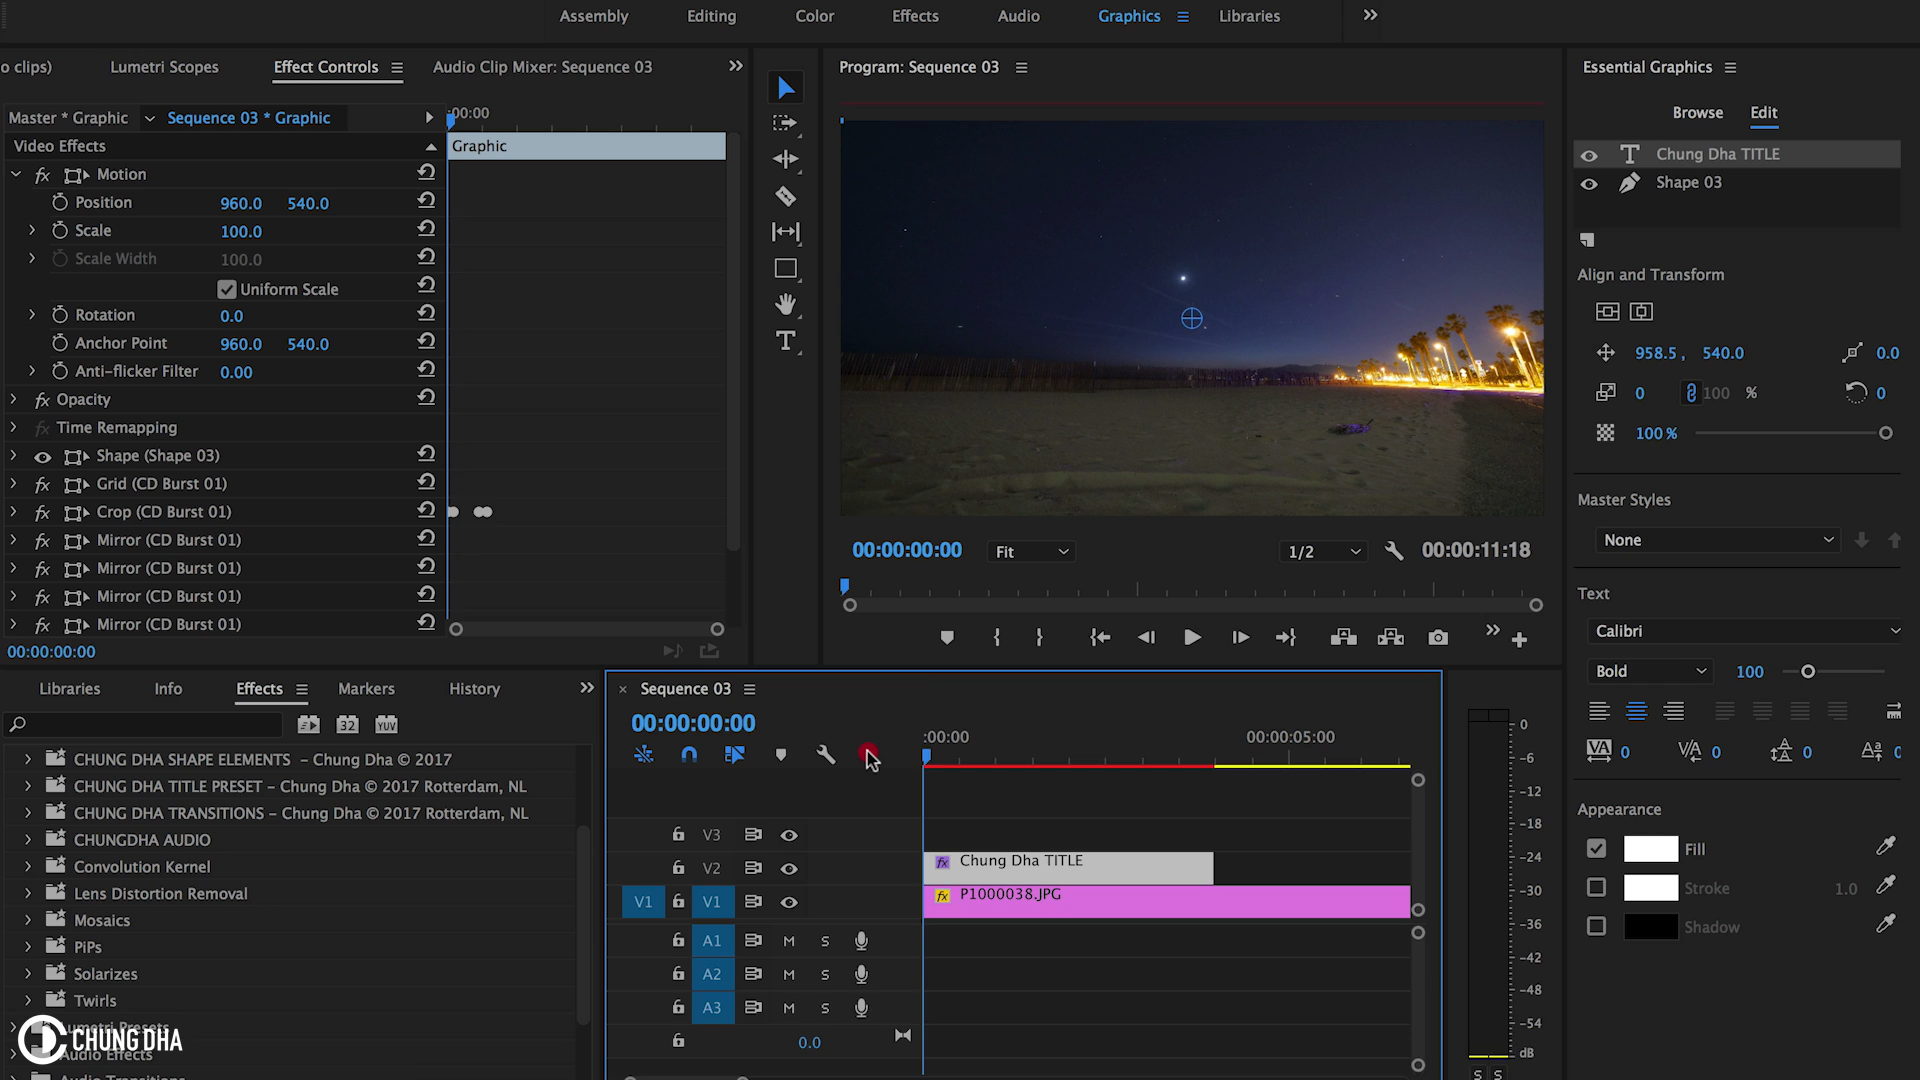 Assembly
Editing
Color
Effects
Audio
Graphics
Libraries
o clips)
Lumetri Scopes
Effect Controls
Audio Clip Mixer: Sequence 03
Program: Sequence 03
Essential Graphics
Browse
Edit
Master * Graphic
Sequence 03 * Graphic
:00:00
Video Effects
Graphic
fx Motion
Position 960.0 540.0
Scale 100.0
Scale Width 100.0
Uniform Scale
Rotation 0.0
Anchor Point 960.0 540.0
Anti-flicker Filter 0.00
fx Opacity
fx Time Remapping
Shape (Shape 03)
fx Grid (CD Burst 01)
fx Crop (CD Burst 01)
fx Mirror (CD Burst 01)
fx Mirror (CD Burst 01)
fx Mirror (CD Burst 01)
fx Mirror (CD Burst 01)
00:00:00:00
T
00:00:00:00
Fit
1/2
00:00:11:18
T Chung Dha TITLE
Shape 03
Align and Transform
958.5 , 540.0
0.0
0
100 %
0
100 %
Master Styles
None
Text
Calibri
Bold
100
VA 0
V/A 0
0
Aa 0
Appearance
Fill
Stroke 1.0
Shadow
Libraries
Info
Effects
Markers
History
32
YUV
CHUNG DHA SHAPE ELEMENTS – Chung Dha © 2017
CHUNG DHA TITLE PRESET – Chung Dha © 2017 Rotterdam, NL
CHUNG DHA TRANSITIONS – Chung Dha © 2017 Rotterdam, NL
CHUNGDHA AUDIO
Convolution Kernel
Lens Distortion Removal
Mosaics
PiPs
Solarizes
Twirls
Lumetri Presets
Audio Effects
Audio Transitions
CHUNG DHA
× Sequence 03
00:00:00:00
:00:00
00:00:05:00
V3
V2
fx Chung Dha TITLE
V1
V1
fx P1000038.JPG
A1 M S
A2 M S
A3 M S
0.0
0
-6
-12
-18
-24
-30
-36
-42
-48
-54
dB
S S